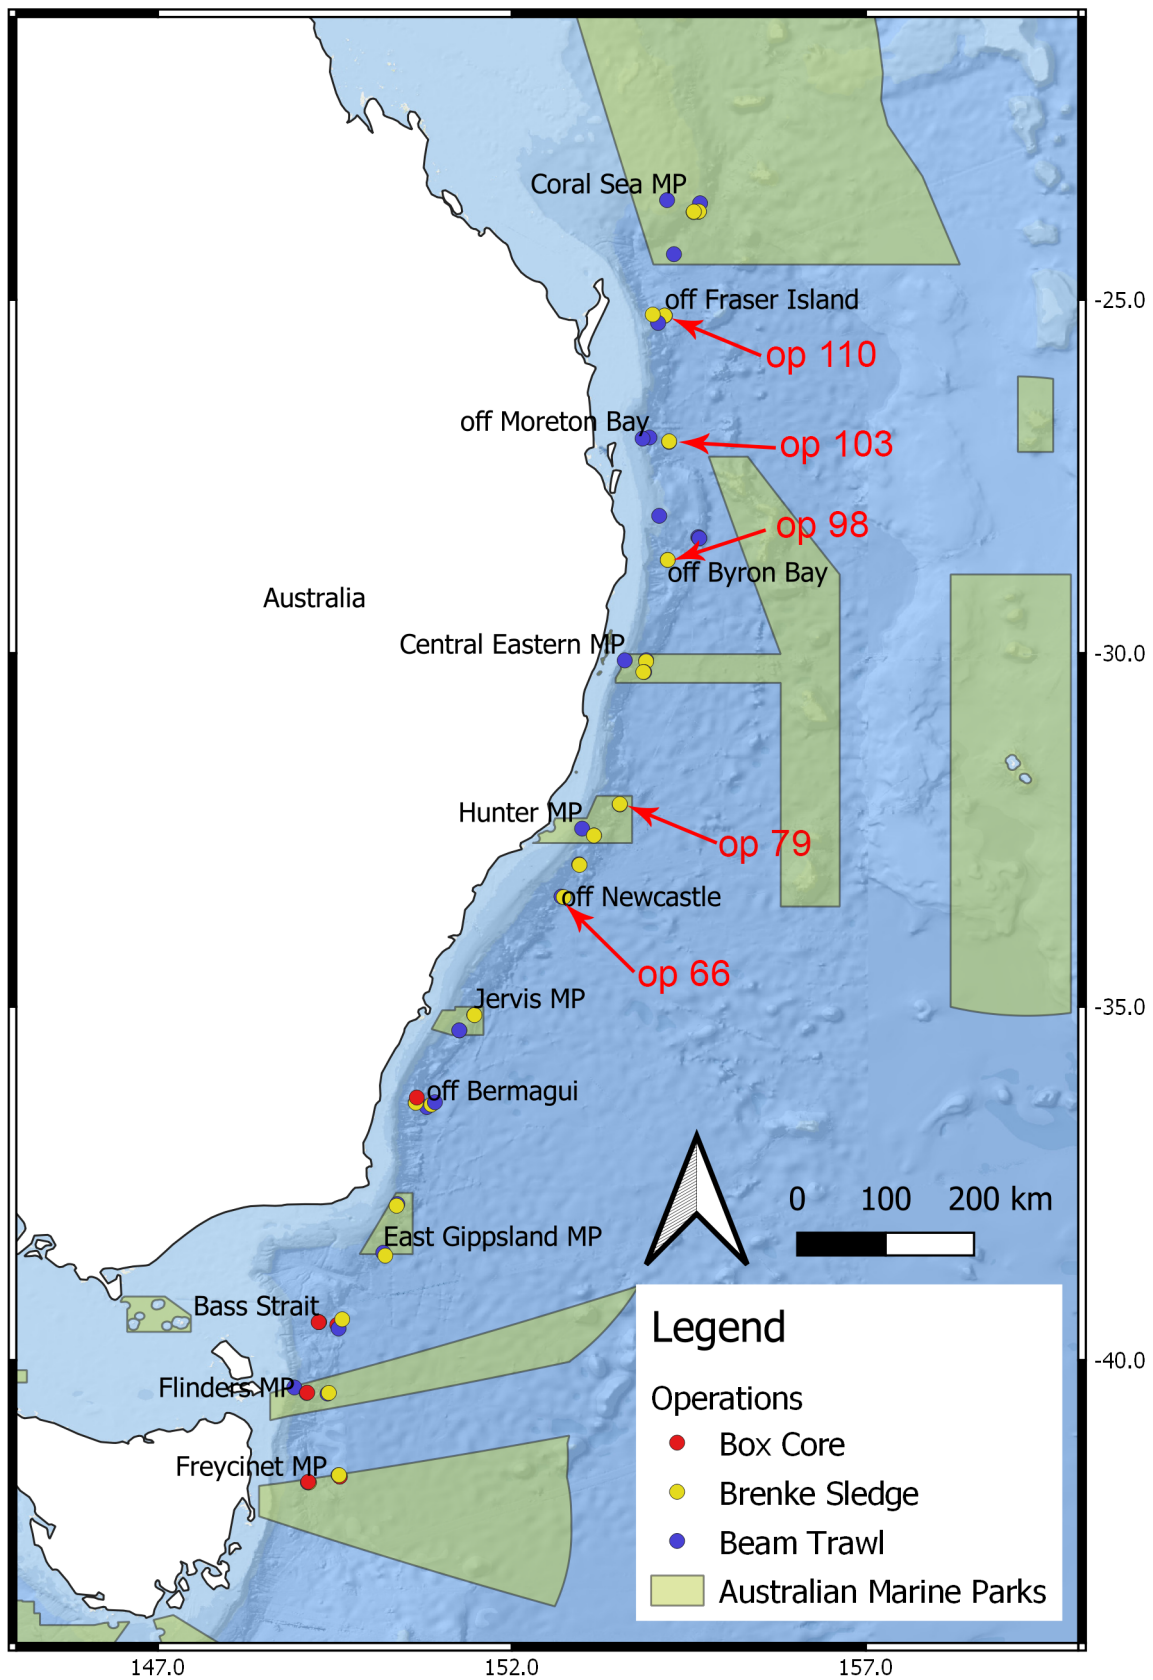 Coral Sea MP
-25.0
off Fraser Island
op 110
off Moreton Bay
op 103
op 98
off Byron Bay
Australia
Central Eastern MP
-30.0
Hunter MP
op 79
off Newcastle
op 66
Jervis MP
-35.0
off Bermagui
0 100 200 km
East Gippsland MP
Bass Strait
-40.0
Flinders MP
Freycinet MP
Legend
Operations
Box Core
Brenke Sledge
Beam Trawl
Australian Marine Parks
147.0 152.0 157.0